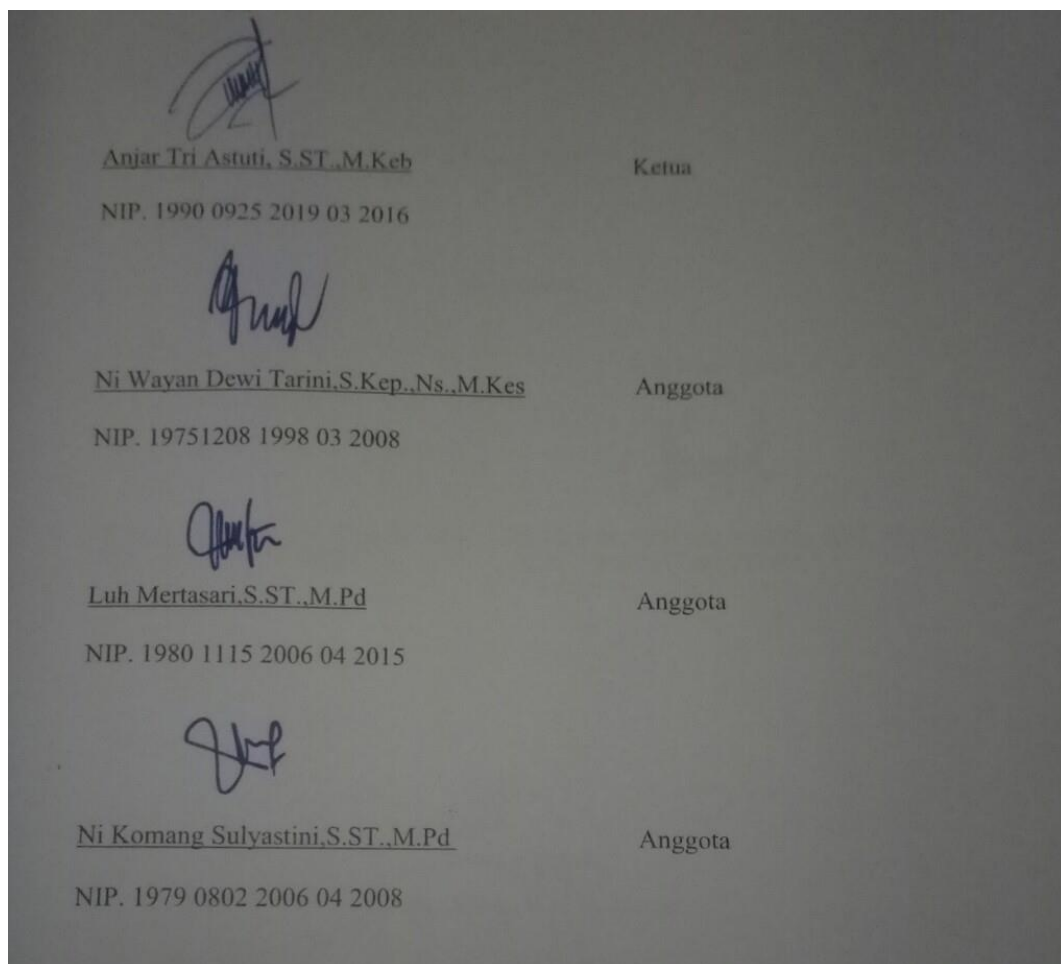 Anjar Tri Astuti, S.ST.,M.Keb Ketua
NIP. 1990 0925 2019 03 2016
Ni Wayan Dewi Tarini,S.Kep.,Ns.,M.Kes Anggota
NIP. 19751208 1998 03 2008
Luh Mertasari,S.ST.,M.Pd Anggota
NIP. 1980 1115 2006 04 2015
Ni Komang Sulyastini,S.ST.,M.Pd Anggota
NIP. 1979 0802 2006 04 2008